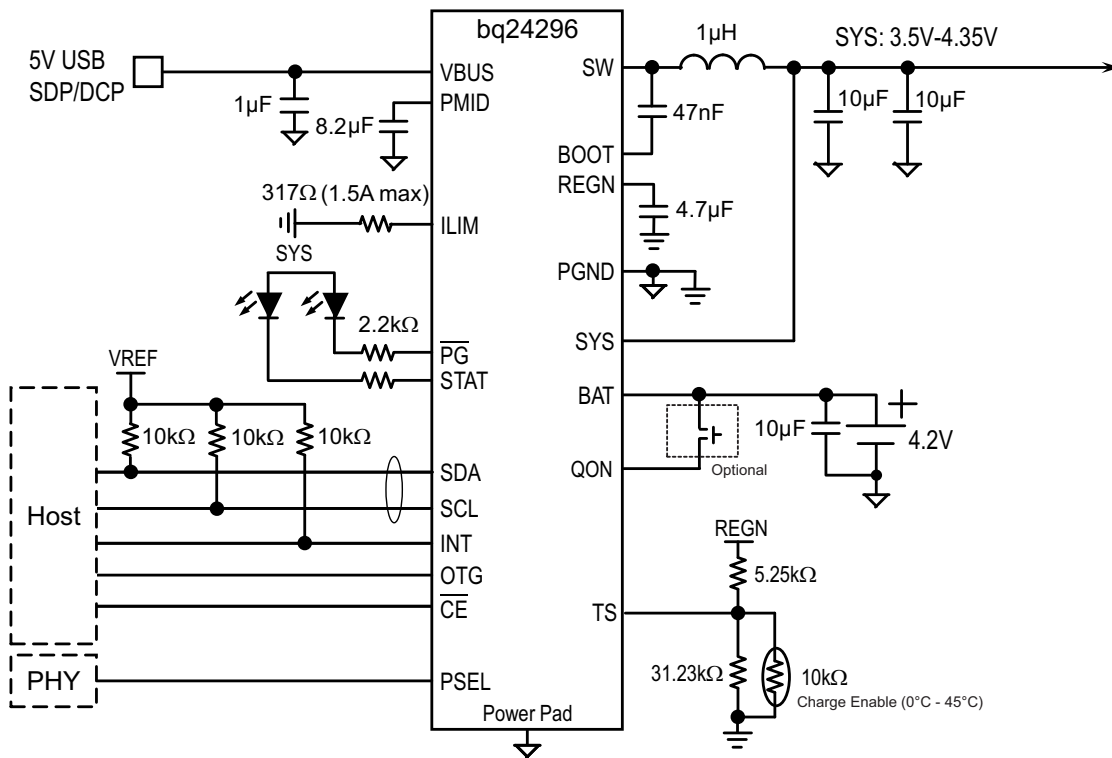 bq24296
5V USB
SDP/DCP
1µF
8.2µF
VBUS
PMID
317Ω (1.5A max)
ILIM
SYS
2.2kΩ
PG
STAT
VREF
10kΩ
10kΩ
10kΩ
Host
SDA
SCL
INT
OTG
CE
PHY
PSEL
Power Pad
SW
1µH
SYS: 3.5V-4.35V
47nF
10µF
10µF
BOOT
REGN
4.7µF
PGND
SYS
BAT
10µF
+
4.2V
Optional
QON
REGN
5.25kΩ
TS
31.23kΩ
10kΩ
Charge Enable (0°C - 45°C)